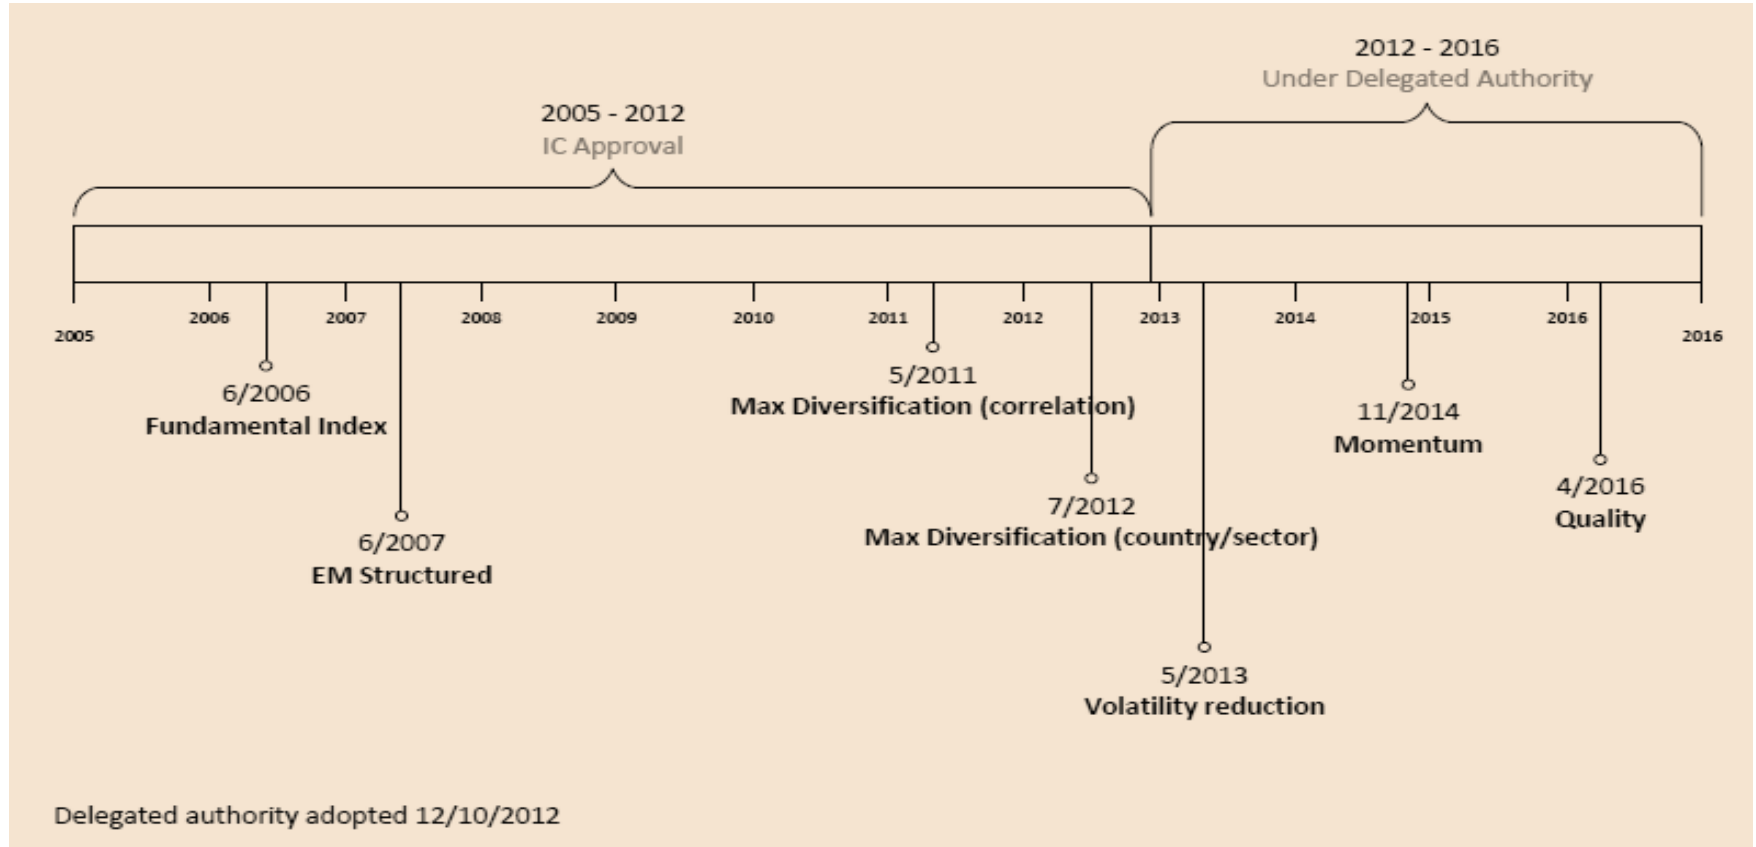 2012 - 2016
Under Delegated Authority
2005 - 2012
IC Approval
2005
2006
2007
2008
2009
2010
2011
2012
2013
2014
2015
2016
2016
6/2006
Fundamental Index
6/2007
EM Structured
5/2011
Max Diversification (correlation)
7/2012
Max Diversification (country/sector)
5/2013
Volatility reduction
11/2014
Momentum
4/2016
Quality
Delegated authority adopted 12/10/2012